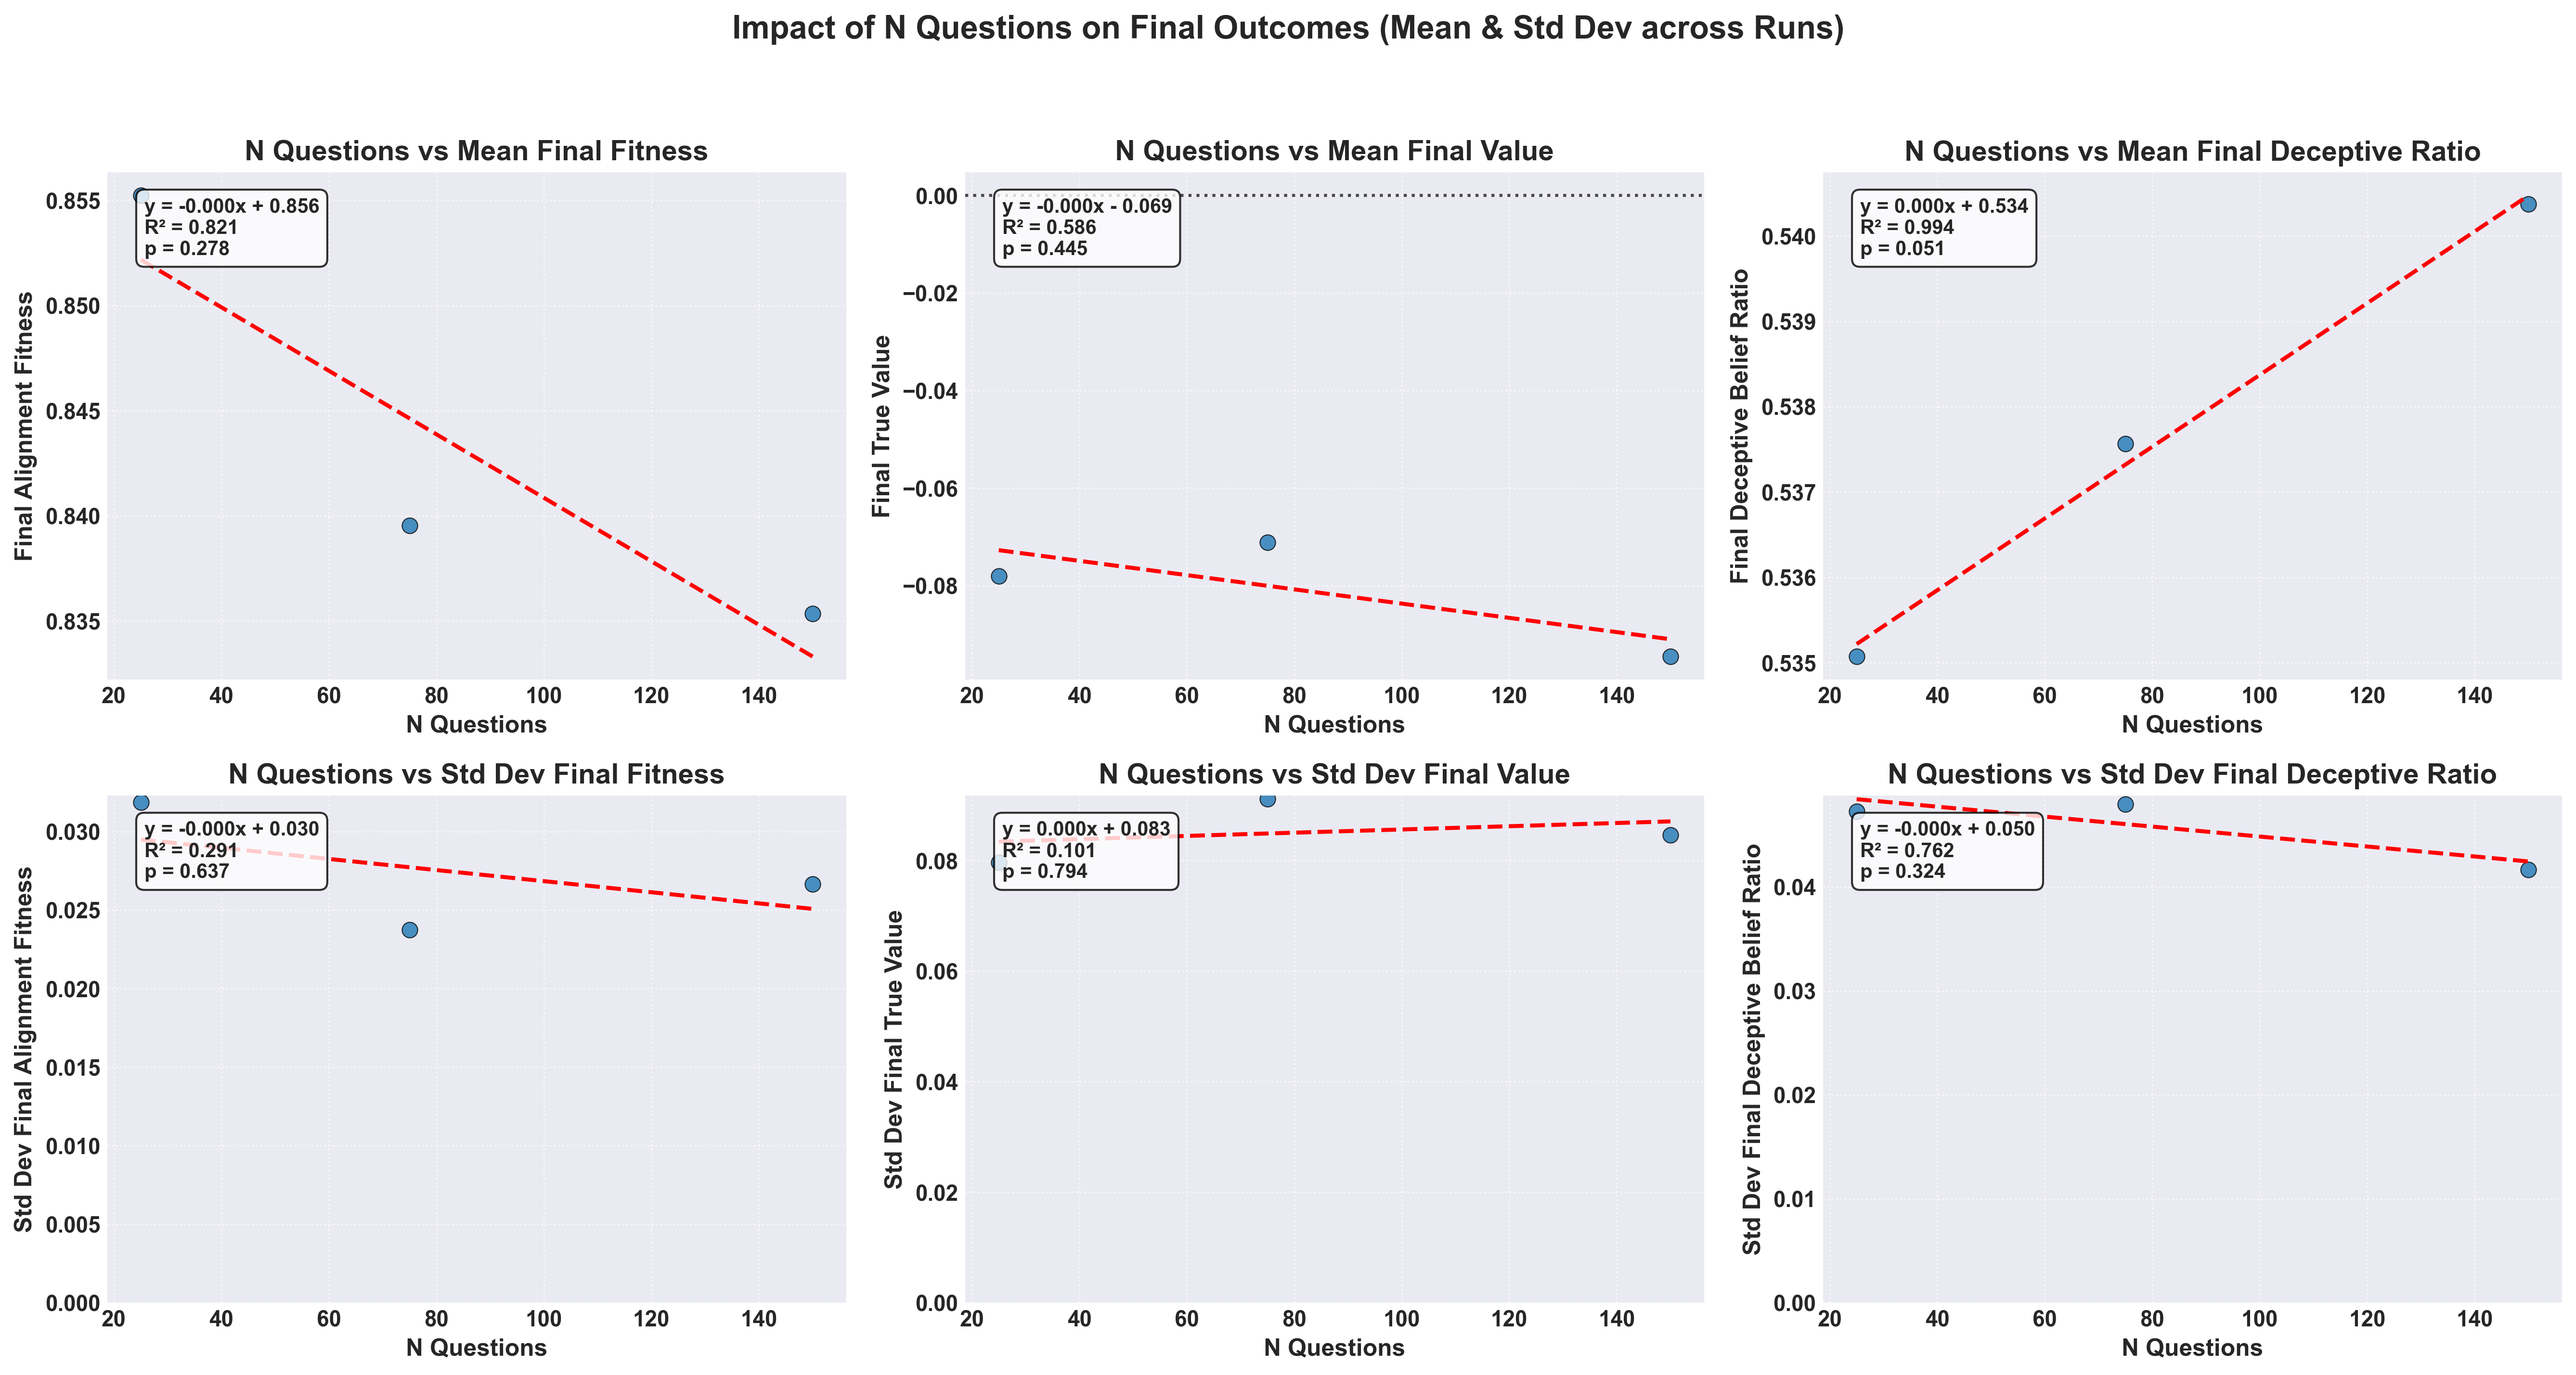 Impact of N Questions on Final Outcomes (Mean & Std Dev across Runs)
N Questions vs Mean Final Fitness
Final Alignment Fitness
0.855
0.850
0.845
0.840
0.835
y = -0.000x + 0.856
R² = 0.821
p = 0.278
20 40 60 80 100 120 140
N Questions
N Questions vs Mean Final Value
Final True Value
0.00
−0.02
−0.04
−0.06
−0.08
y = -0.000x - 0.069
R² = 0.586
p = 0.445
20 40 60 80 100 120 140
N Questions
N Questions vs Mean Final Deceptive Ratio
Final Deceptive Belief Ratio
0.540
0.539
0.538
0.537
0.536
0.535
y = 0.000x + 0.534
R² = 0.994
p = 0.051
20 40 60 80 100 120 140
N Questions
N Questions vs Std Dev Final Fitness
Std Dev Final Alignment Fitness
0.030
0.025
0.020
0.015
0.010
0.005
0.000
y = -0.000x + 0.030
R² = 0.291
p = 0.637
20 40 60 80 100 120 140
N Questions
N Questions vs Std Dev Final Value
Std Dev Final True Value
0.08
0.06
0.04
0.02
0.00
y = 0.000x + 0.083
R² = 0.101
p = 0.794
20 40 60 80 100 120 140
N Questions
N Questions vs Std Dev Final Deceptive Ratio
Std Dev Final Deceptive Belief Ratio
0.04
0.03
0.02
0.01
0.00
y = -0.000x + 0.050
R² = 0.762
p = 0.324
20 40 60 80 100 120 140
N Questions